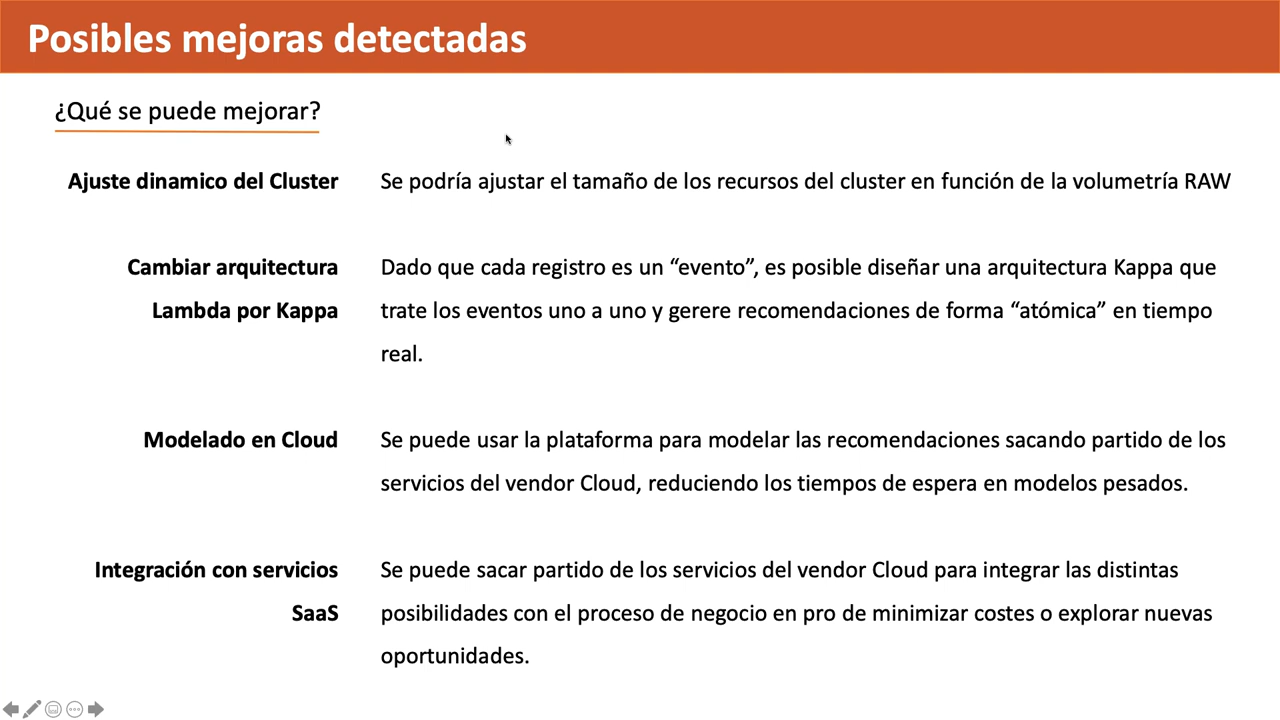 Posibles mejoras detectadas
¿Qué se puede mejorar?
Ajuste dinamico del Cluster
Se podría ajustar el tamaño de los recursos del cluster en función de la volumetría RAW
Cambiar arquitectura
Lambda por Kappa
Dado que cada registro es un “evento”, es posible diseñar una arquitectura Kappa que
trate los eventos uno a uno y gerere recomendaciones de forma “atómica” en tiempo
real.
Modelado en Cloud
Se puede usar la plataforma para modelar las recomendaciones sacando partido de los
servicios del vendor Cloud, reduciendo los tiempos de espera en modelos pesados.
Integración con servicios
SaaS
Se puede sacar partido de los servicios del vendor Cloud para integrar las distintas
posibilidades con el proceso de negocio en pro de minimizar costes o explorar nuevas
oportunidades.